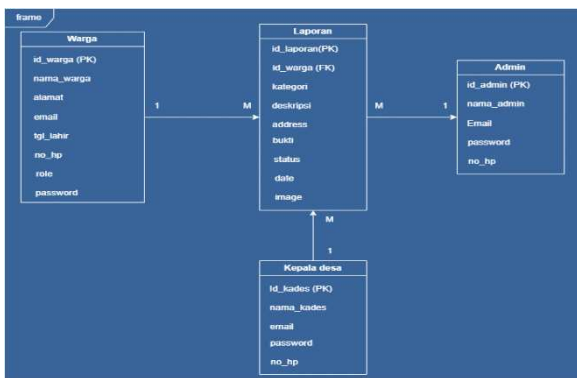 frame
Warga
id_warga (PK)
nama_warga
alamat
email
tgl_lahir
no_hp
role
password
1
M
Laporan
id_laporan(PK)
id_warga (FK)
kategori
deskripsi
address
bukti
status
date
image
M
1
Admin
id_admin (PK)
nama_admin
Email
password
no_hp
M
1
Kepala desa
Id_kades (PK)
nama_kades
email
password
no_hp